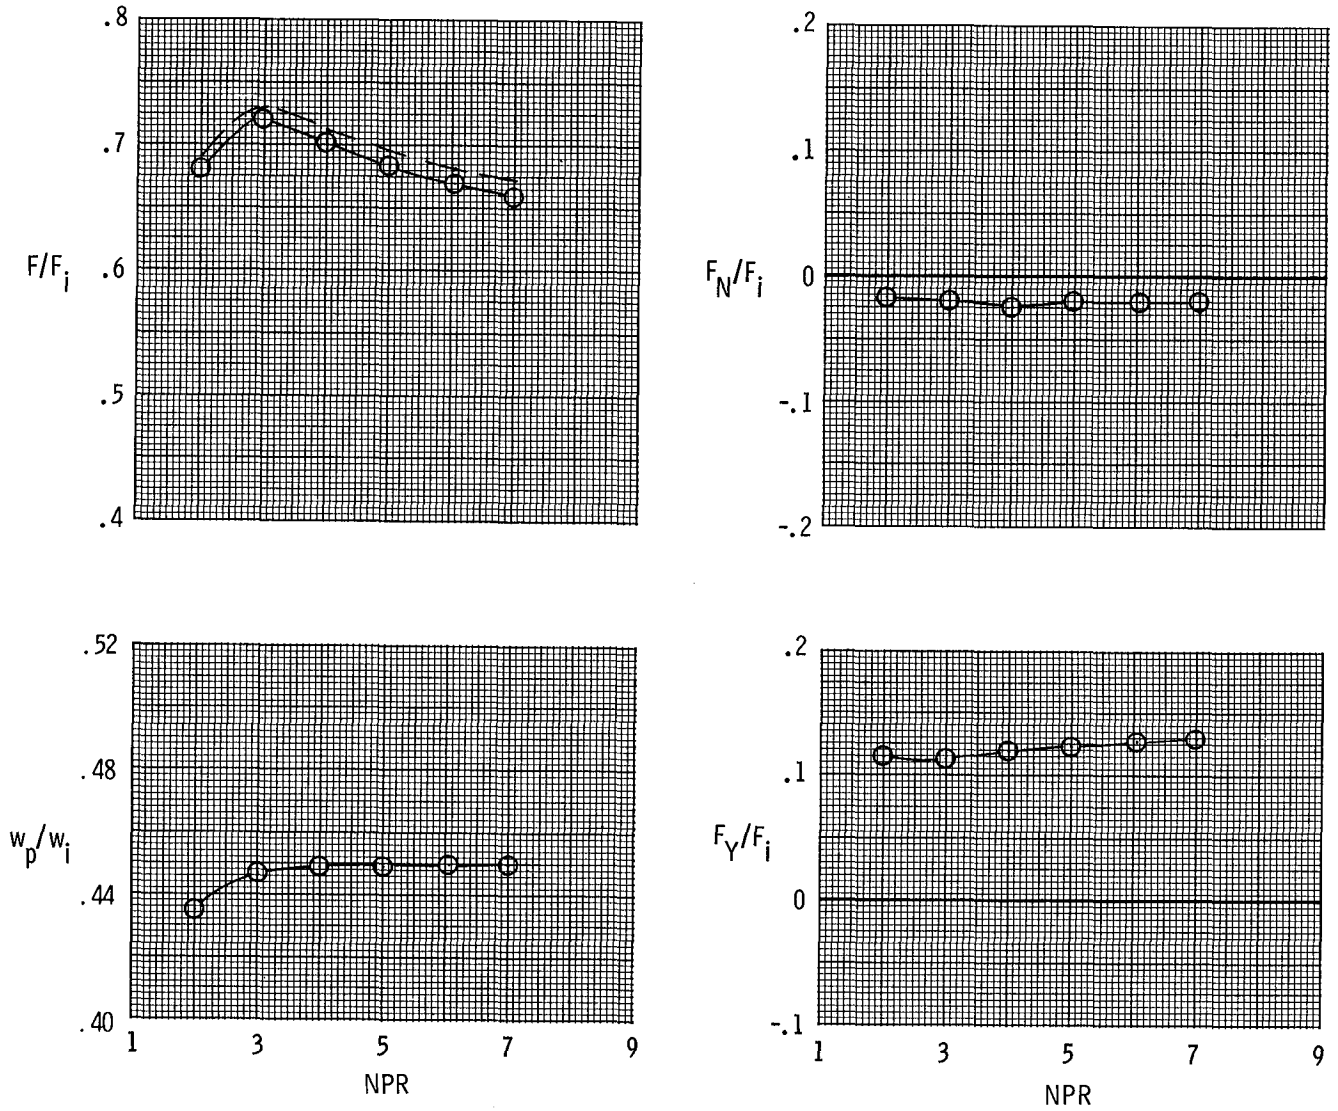 .8
.7
F/F_i
.6
.5
.4
.2
.1
F_N/F_i
0
-.1
-.2
.52
.48
w_p/w_i
.44
.40
1 3 5 7 9
NPR
.2
.1
F_Y/F_i
0
-.1
1 3 5 7 9
NPR